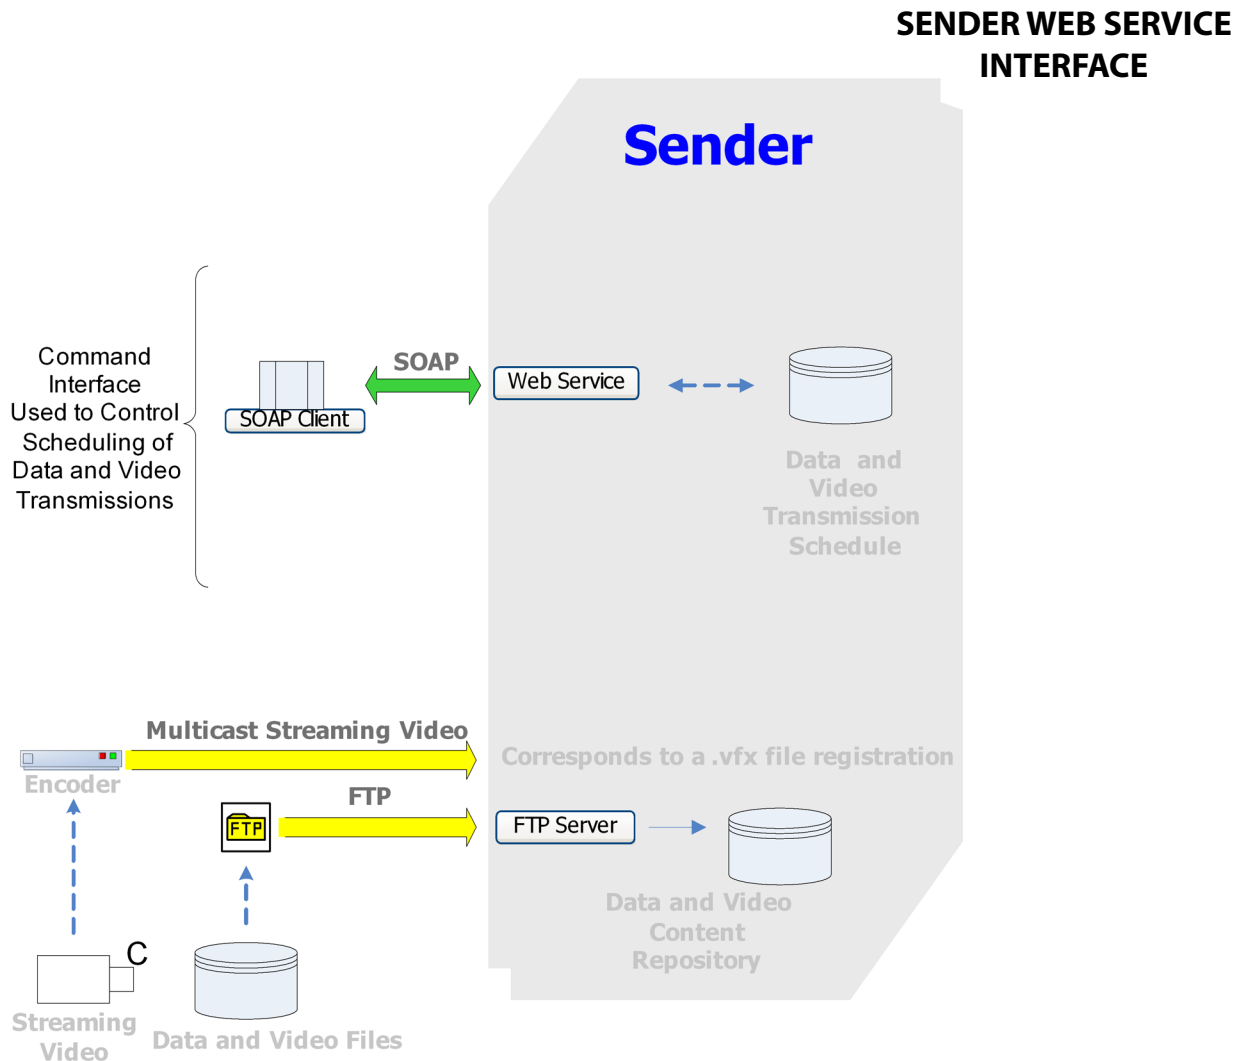 SENDER WEB SERVICE
INTERFACE
Sender
Command
Interface
Used to Control
Scheduling of
Data and Video
Transmissions
SOAP Client
SOAP
Web Service
Data and
Video
Transmission
Schedule
Multicast Streaming Video
Encoder
Corresponds to a .vfx file registration
FTP
FTP
FTP Server
Data and Video
Content
Repository
C
Streaming
Video
Data and Video Files